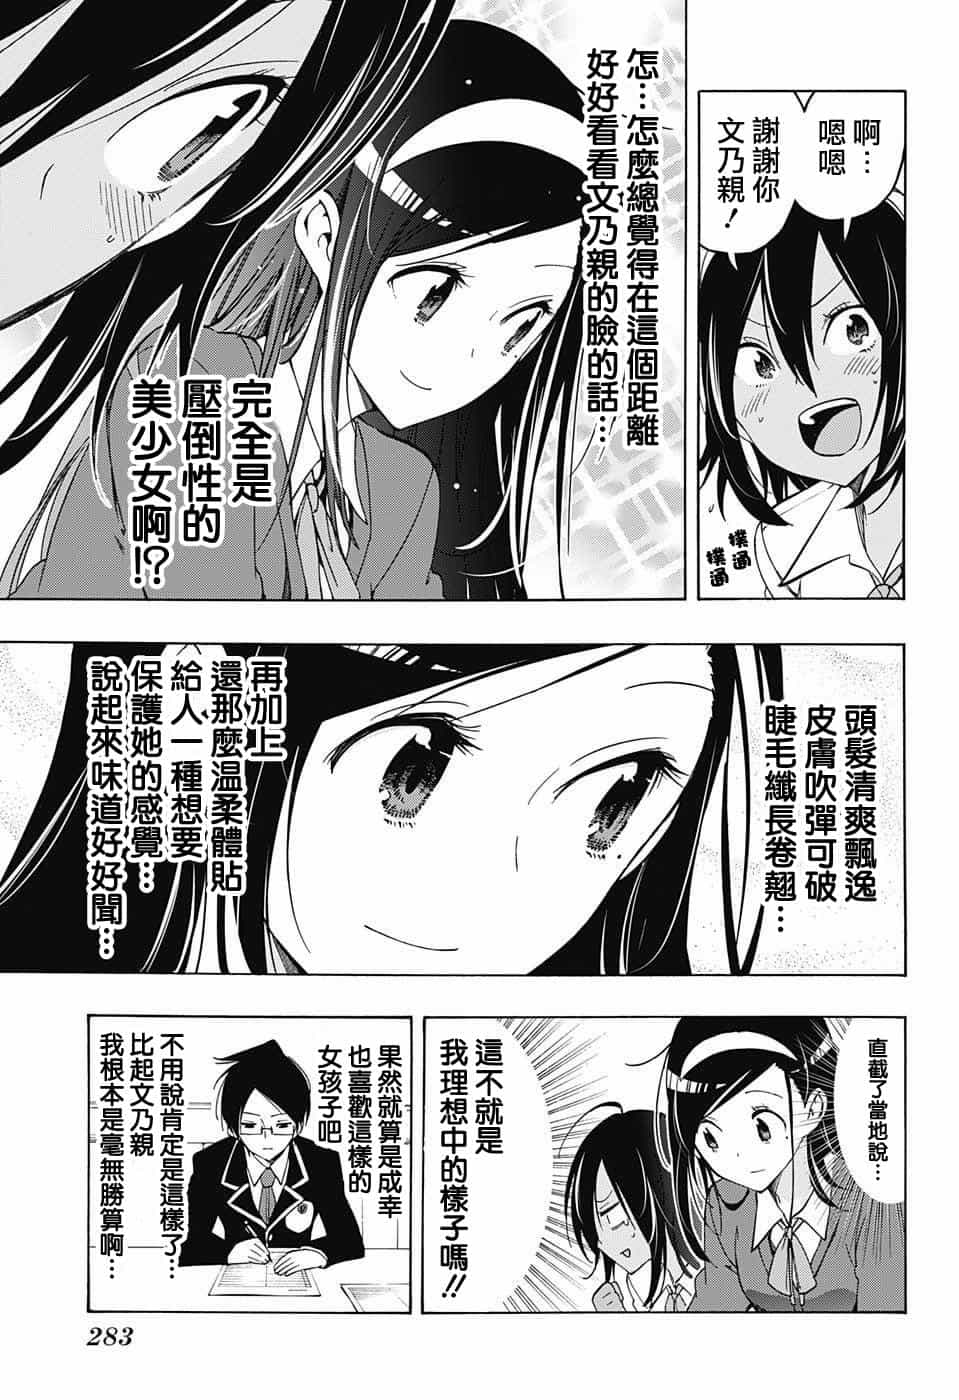 啊…
嗯嗯
謝謝你
文乃親！
撲通
撲通
怎…怎麼總覺得在這個距離
好好看看文乃親的臉的話…
完全是
壓倒性的
美少女啊!?
頭髮清爽飄逸
皮膚吹彈可破
睫毛纖長卷翹…
再加上
還那麼温柔體貼
給人一種想要
保護她的感覺…
說起來味道好好聞…
直截了當地說…
這不就是
我理想中的樣子嗎!!
果然就算是成幸
也喜歡這樣的
女孩子吧
不用說肯定是這樣了…
比起文乃親
我根本是毫無勝算啊…
283